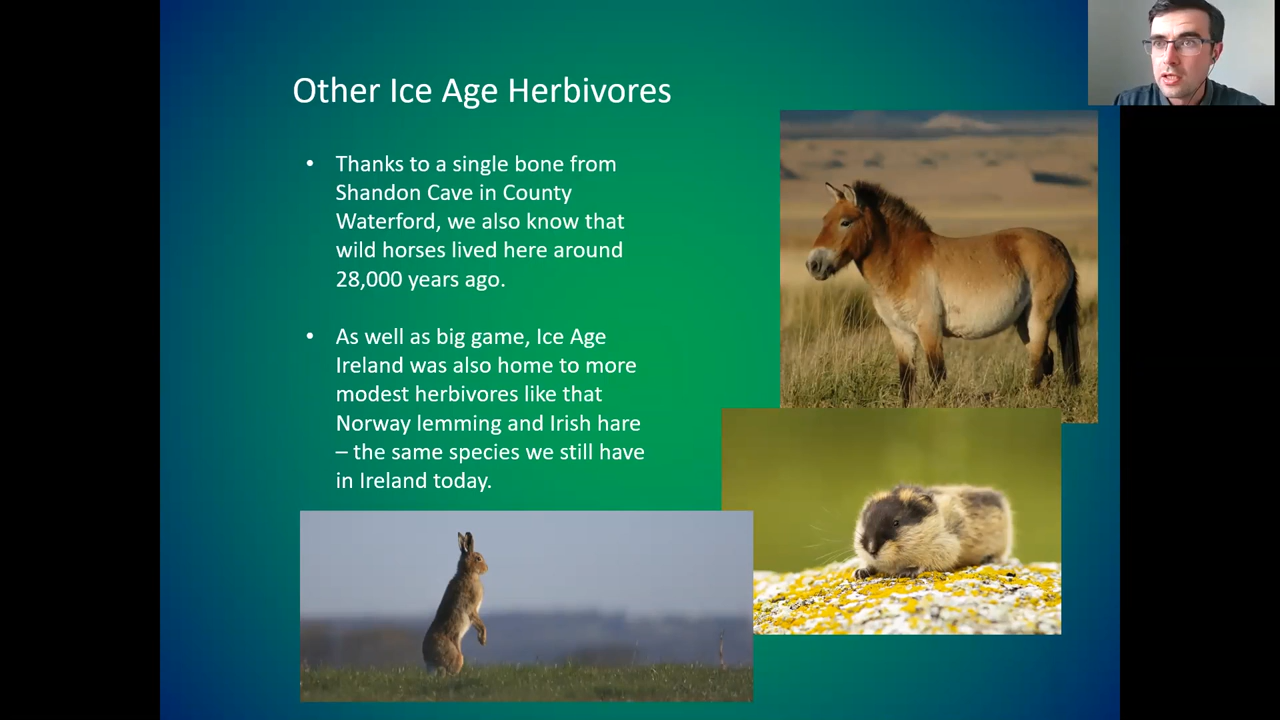 Other Ice Age Herbivores
• Thanks to a single bone from
Shandon Cave in County
Waterford, we also know that
wild horses lived here around
28,000 years ago.
• As well as big game, Ice Age
Ireland was also home to more
modest herbivores like that
Norway lemming and Irish hare
– the same species we still have
in Ireland today.